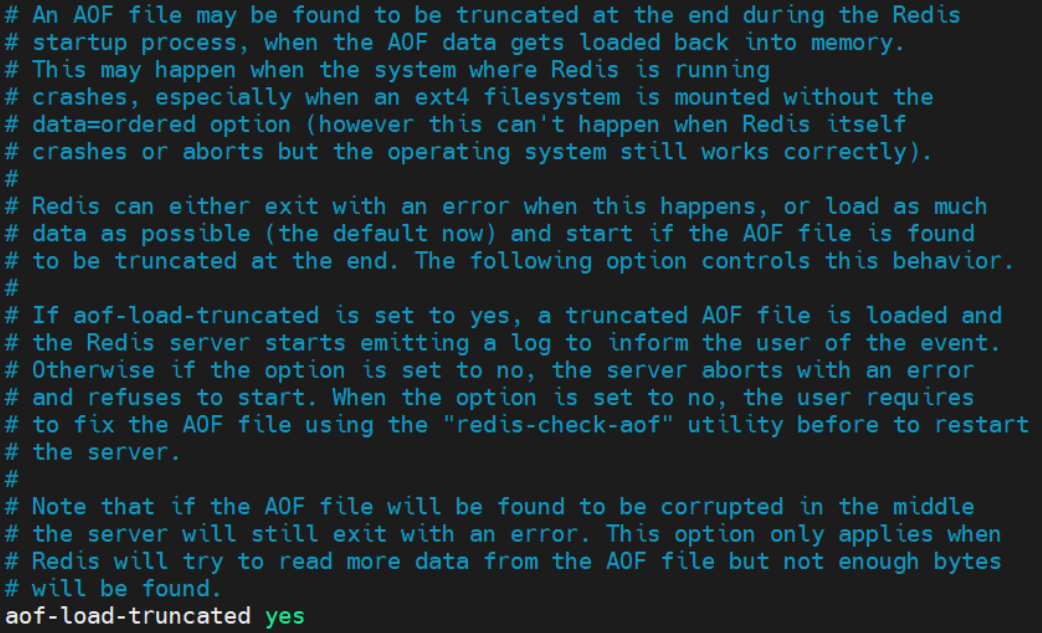 # An AOF file may be found to be truncated at the end during the Redis
# startup process, when the AOF data gets loaded back into memory.
# This may happen when the system where Redis is running
# crashes, especially when an ext4 filesystem is mounted without the
# data=ordered option (however this can't happen when Redis itself
# crashes or aborts but the operating system still works correctly).
#
# Redis can either exit with an error when this happens, or load as much
# data as possible (the default now) and start if the AOF file is found
# to be truncated at the end. The following option controls this behavior.
#
# If aof-load-truncated is set to yes, a truncated AOF file is loaded and
# the Redis server starts emitting a log to inform the user of the event.
# Otherwise if the option is set to no, the server aborts with an error
# and refuses to start. When the option is set to no, the user requires
# to fix the AOF file using the "redis-check-aof" utility before to restart
# the server.
#
# Note that if the AOF file will be found to be corrupted in the middle
# the server will still exit with an error. This option only applies when
# Redis will try to read more data from the AOF file but not enough bytes
# will be found.
aof-load-truncated yes